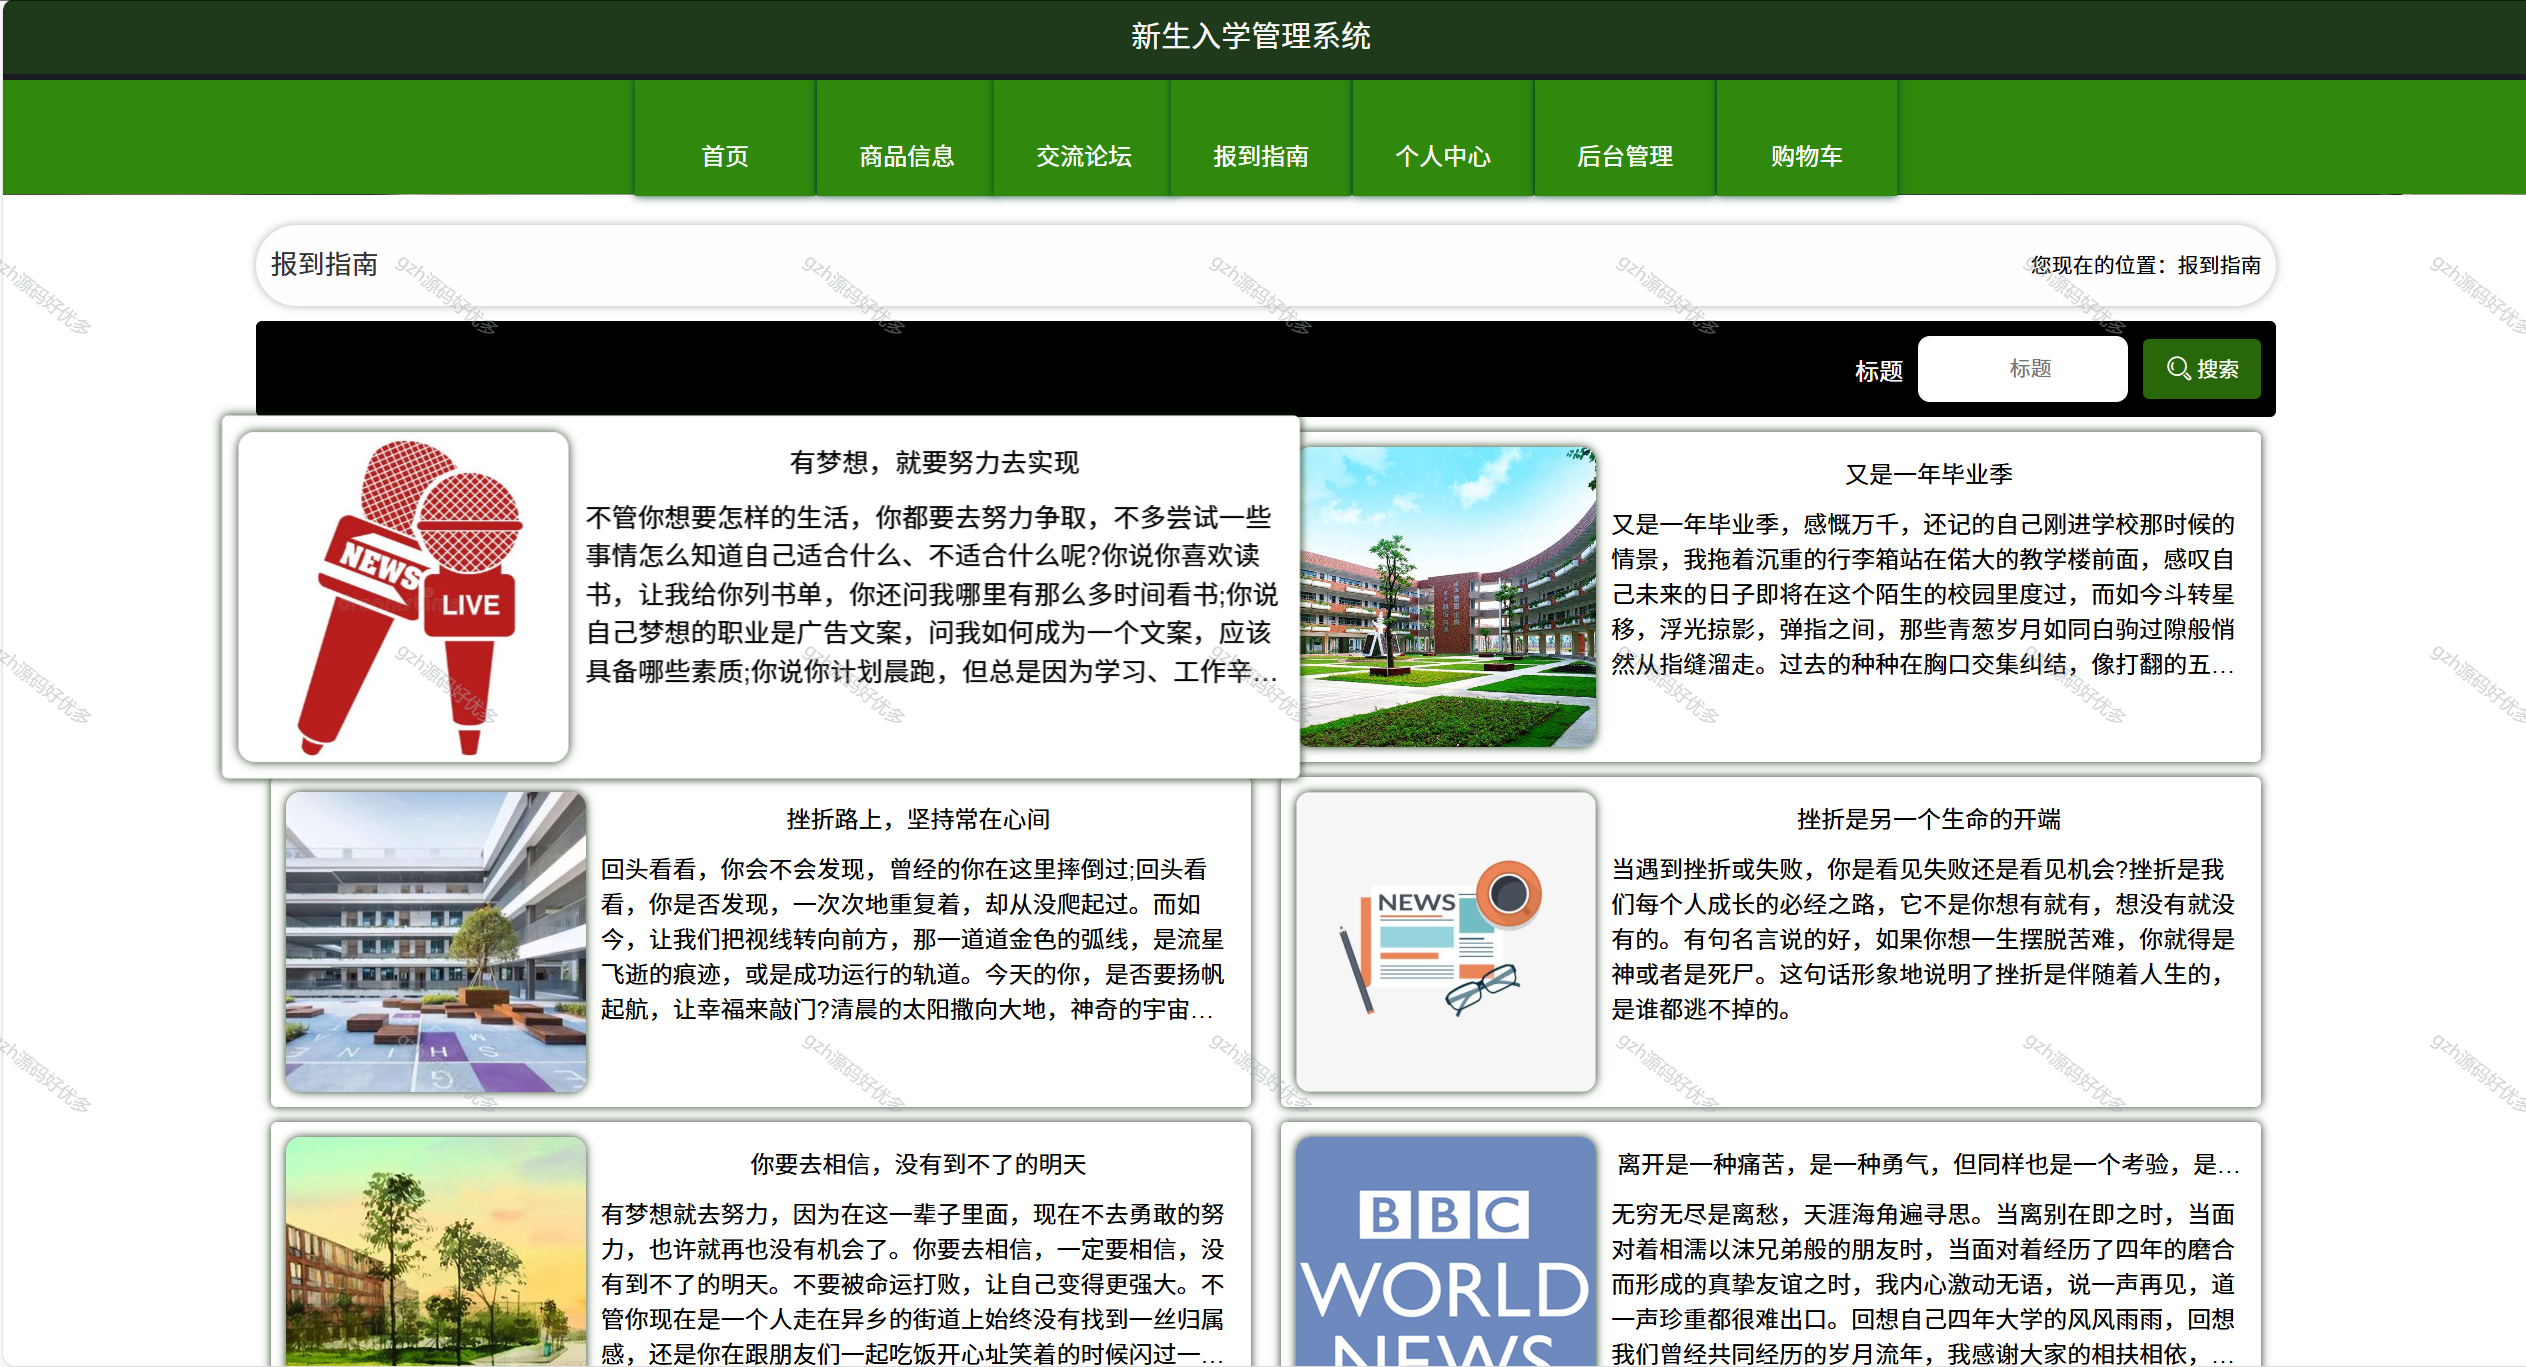 新生入学管理系统
首页
商品信息
交流论坛
报到指南
个人中心
后台管理
购物车
报到指南
您现在的位置：报到指南
标题
标题
搜索
NEWS
LIVE
有梦想，就要努力去实现
不管你想要怎样的生活，你都要去努力争取，不多尝试一些
事情怎么知道自己适合什么、不适合什么呢?你说你喜欢读
书，让我给你列书单，你还问我哪里有那么多时间看书;你说
自己梦想的职业是广告文案，问我如何成为一个文案，应该
具备哪些素质;你说你计划晨跑，但总是因为学习、工作辛...
又是一年毕业季
又是一年毕业季，感慨万千，还记的自己刚进学校那时候的
情景，我拖着沉重的行李箱站在偌大的教学楼前面，感叹自
己未来的日子即将在这个陌生的校园里度过，而如今斗转星
移，浮光掠影，弹指之间，那些青葱岁月如同白驹过隙般悄
然从指缝溜走。过去的种种在胸口交集纠结，像打翻的五...
挫折路上，坚持常在心间
回头看看，你会不会发现，曾经的你在这里摔倒过;回头看
看，你是否发现，一次次地重复着，却从没爬起过。而如
今，让我们把视线转向前方，那一道道金色的弧线，是流星
飞逝的痕迹，或是成功运行的轨道。今天的你，是否要扬帆
起航，让幸福来敲门?清晨的太阳撒向大地，神奇的宇宙...
NEWS
挫折是另一个生命的开端
当遇到挫折或失败，你是看见失败还是看见机会?挫折是我
们每个人成长的必经之路，它不是你想有就有，想没有就没
有的。有句名言说的好，如果你想一生摆脱苦难，你就得是
神或者是死尸。这句话形象地说明了挫折是伴随着人生的，
是谁都逃不掉的。
你要去相信，没有到不了的明天
有梦想就去努力，因为在这一辈子里面，现在不去勇敢的努
力，也许就再也没有机会了。你要去相信，一定要相信，没
有到不了的明天。不要被命运打败，让自己变得更强大。不
管你现在是一个人走在异乡的街道上始终没有找到一丝归属
感，还是你在跟朋友们一起吃饭开心址笑着的时候闪过一...
BBC
WORLD
NEWS
离开是一种痛苦，是一种勇气，但同样也是一个考验，是...
无穷无尽是离愁，天涯海角遍寻思。当离别在即之时，当面
对着相濡以沫兄弟般的朋友时，当面对着经历了四年的磨合
而形成的真挚友谊之时，我内心激动无语，说一声再见，道
一声珍重都很难出口。回想自己四年大学的风风雨雨，回想
我们曾经共同经历的岁月流年，我感谢大家的相扶相依，...
gzh源码好优多